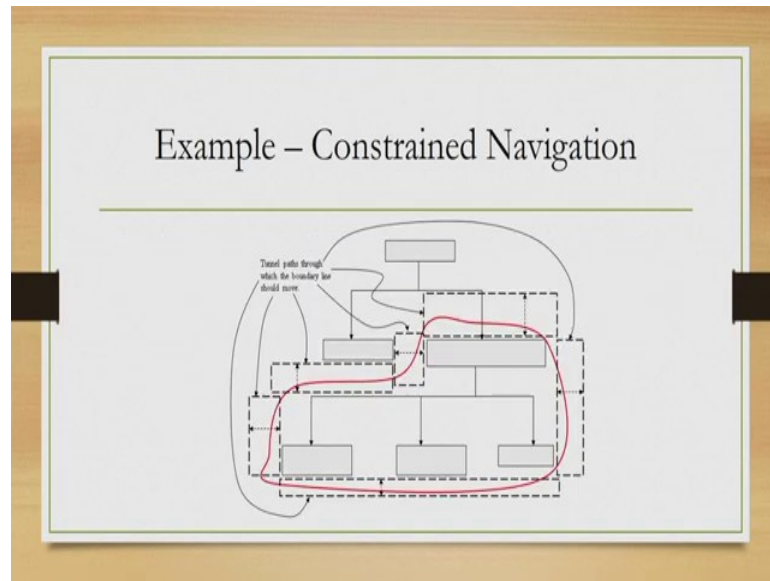 Example – Constrained Navigation
Tunnel paths through
which the boundary line
should move.